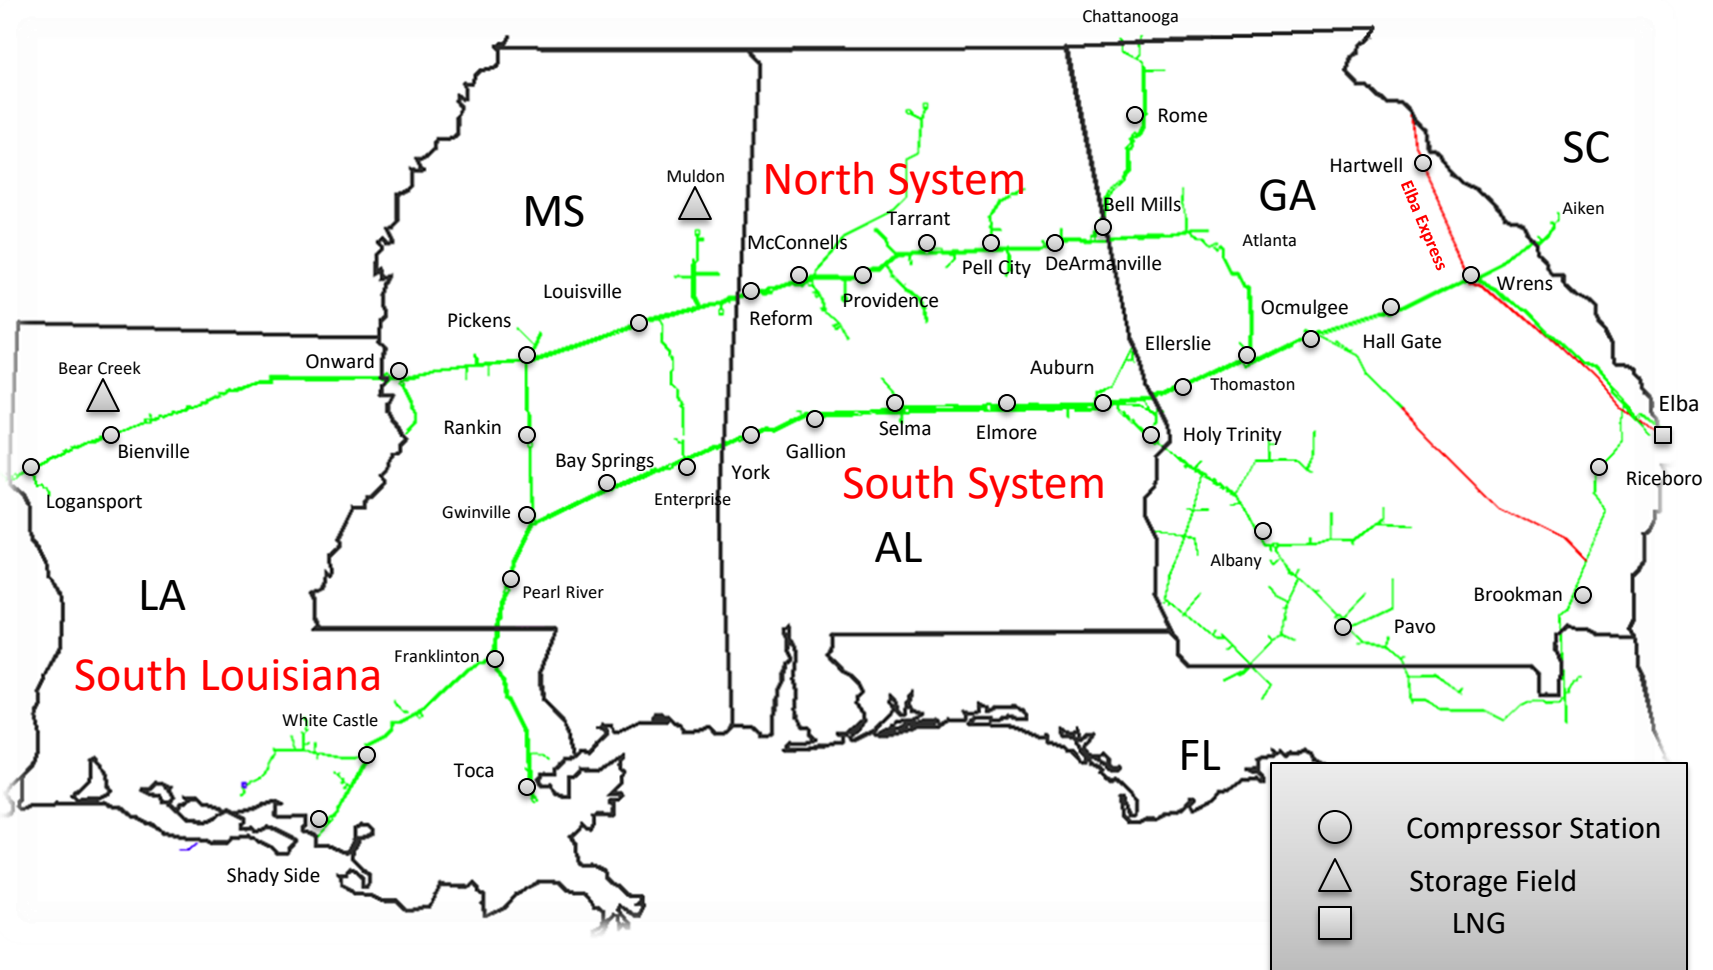 Chattanooga
Rome
SC
Hartwell
Muldon
North System
MS
GA
Elba Express
Bell Mills
Aiken
Tarrant
McConnells
Atlanta
Pell City
DeArmanville
Wrens
Louisville
Providence
Ocmulgee
Pickens
Reform
Hall Gate
Ellerslie
Onward
Bear Creek
Auburn
Thomaston
Elba
Rankin
Selma
Elmore
Holy Trinity
Bienville
Gallion
Bay Springs
York
South System
Riceboro
Logansport
Enterprise
Gwinville
AL
Albany
LA
Pearl River
Brookman
Pavo
Franklinton
South Louisiana
White Castle
Toca
FL
Shady Side
Compressor Station
Storage Field
LNG